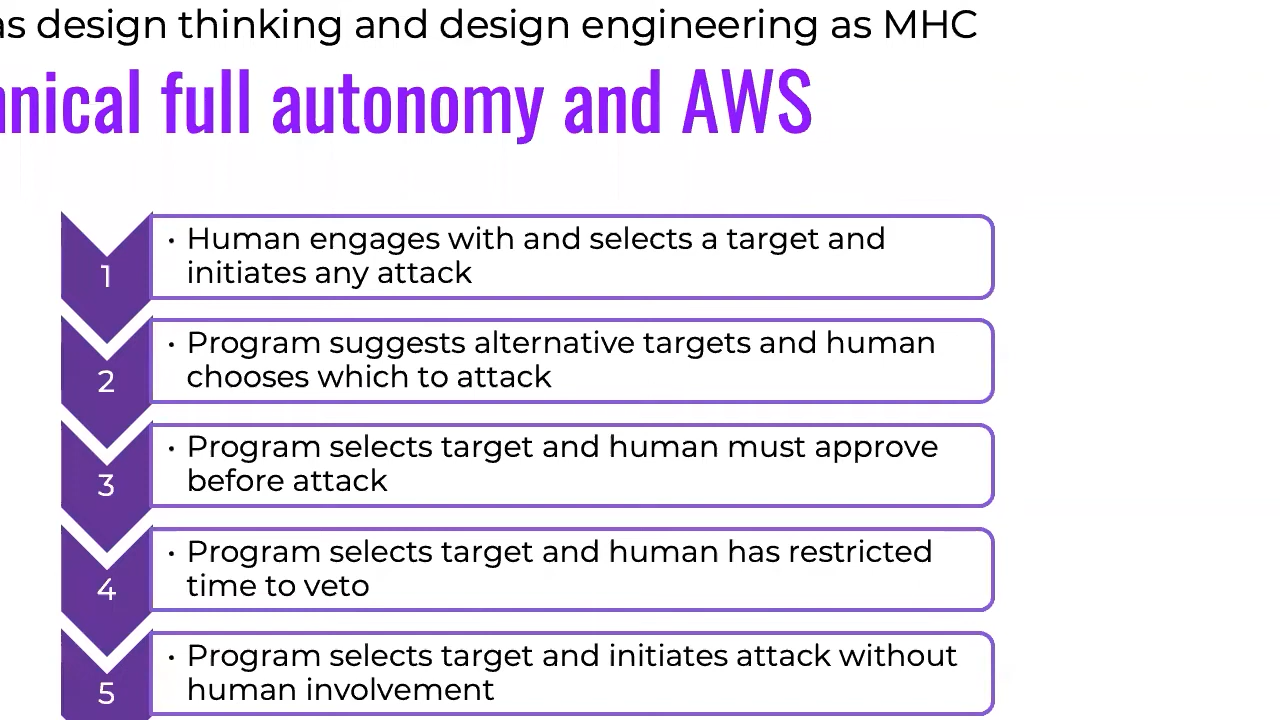 as design thinking and design engineering as MHC
hnical full autonomy and AWS
1
• Human engages with and selects a target and
initiates any attack
2
• Program suggests alternative targets and human
chooses which to attack
3
• Program selects target and human must approve
before attack
4
• Program selects target and human has restricted
time to veto
5
• Program selects target and initiates attack without
human involvement